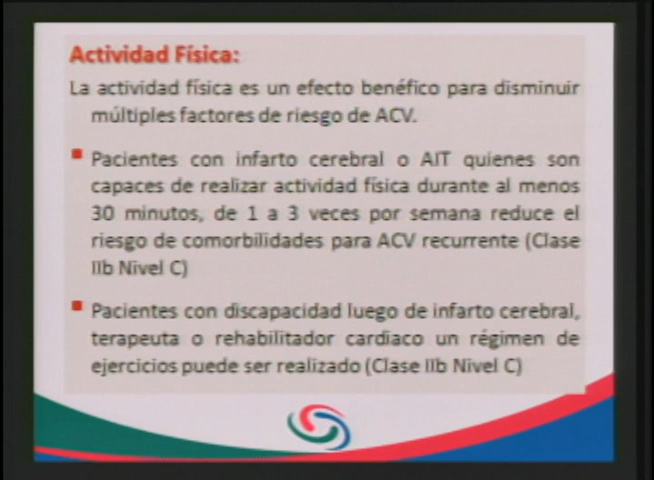 Actividad Física:
La actividad física es un efecto benéfico para disminuir
múltiples factores de riesgo de ACV.
Pacientes con infarto cerebral o AIT quienes son
capaces de realizar actividad física durante al menos
30 minutos, de 1 a 3 veces por semana reduce el
riesgo de comorbilidades para ACV recurrente (Clase
IIb Nivel C)
Pacientes con discapacidad luego de infarto cerebral,
terapeuta o rehabilitador cardiaco un régimen de
ejercicios puede ser realizado (Clase IIb Nivel C)